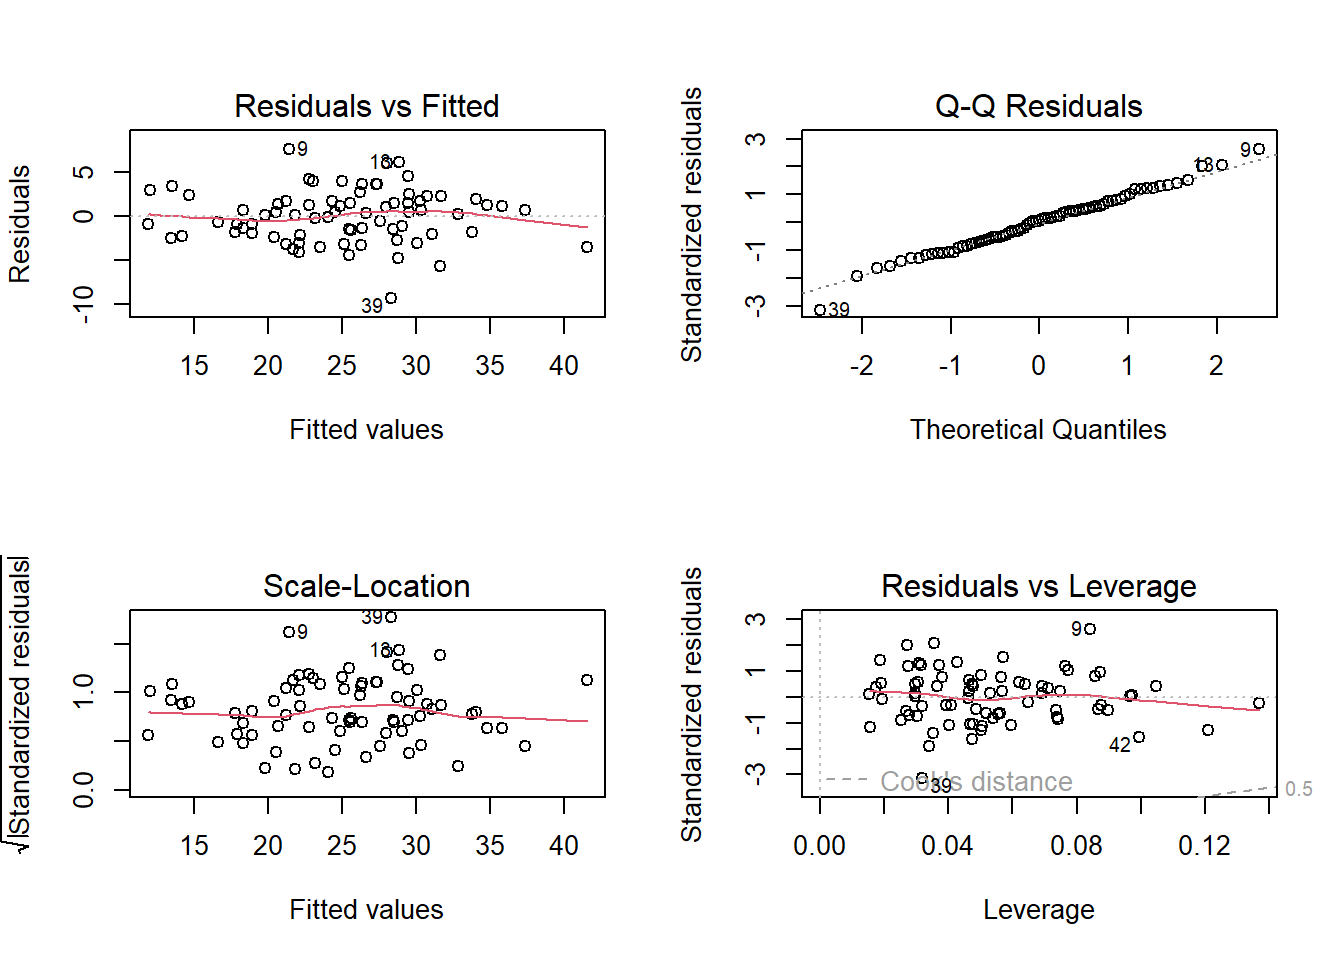 Residuals vs Fitted
Residuals
5
0
-10
9
18
39
15 20 25 30 35 40
Fitted values
Q-Q Residuals
Standardized residuals
3
1
-1
-3
9
13
39
-2 -1 0 1 2
Theoretical Quantiles
Scale-Location
√|Standardized residuals|
1.0
0.0
39
9
13
15 20 25 30 35 40
Fitted values
Residuals vs Leverage
Standardized residuals
3
1
-1
-3
9
42
39
Cook's distance
0.5
0.00 0.04 0.08 0.12
Leverage